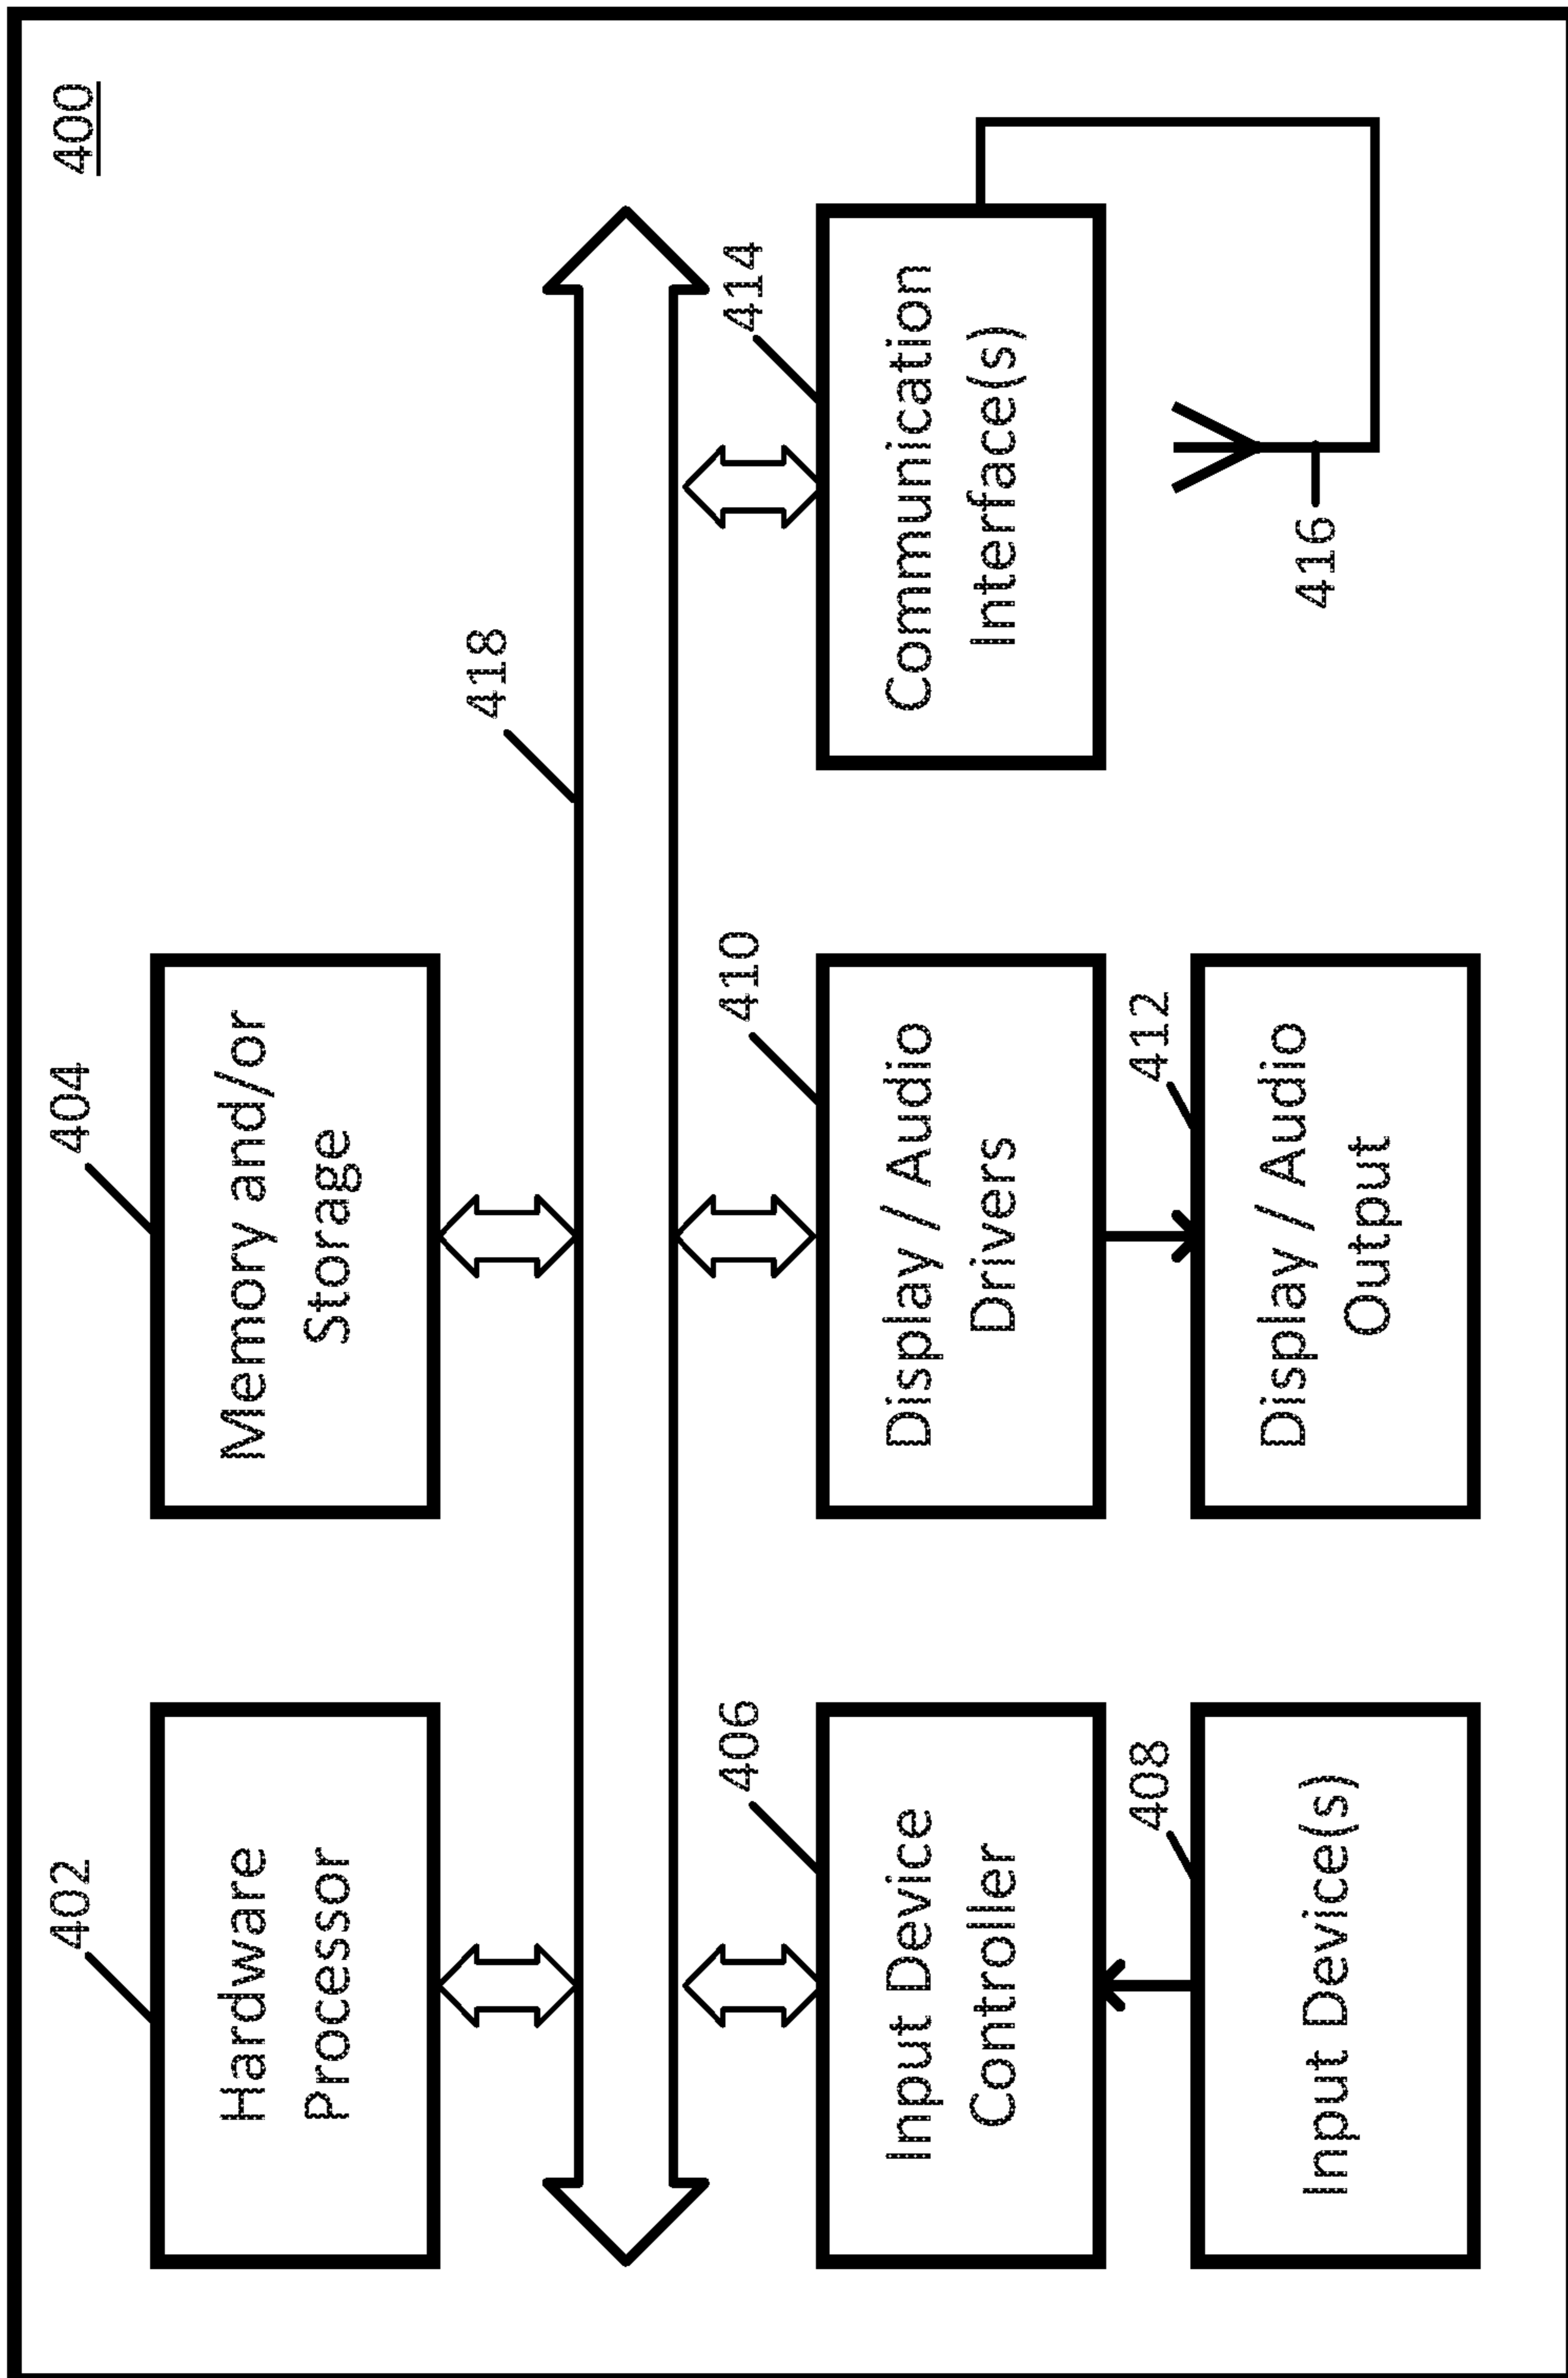 400
402
Hardware
Processor
404
Memory and/or
Storage
418
406
Input Device
Controller
410
Display / Audio
Drivers
414
Communication
Interface(s)
408
Input Device(s)
412
Display / Audio
Output
416